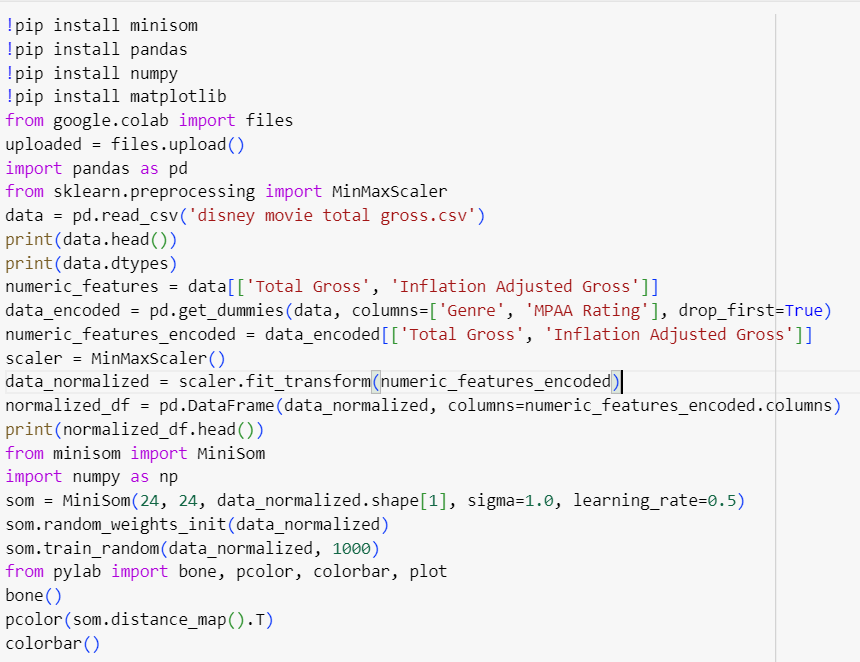 !pip install minisom
!pip install pandas
!pip install numpy
!pip install matplotlib
from google.colab import files
uploaded = files.upload()
import pandas as pd
from sklearn.preprocessing import MinMaxScaler
data = pd.read_csv('disney movie total gross.csv')
print(data.head())
print(data.dtypes)
numeric_features = data[['Total Gross', 'Inflation Adjusted Gross']]
data_encoded = pd.get_dummies(data, columns=['Genre', 'MPAA Rating'], drop_first=True)
numeric_features_encoded = data_encoded[['Total Gross', 'Inflation Adjusted Gross']]
scaler = MinMaxScaler()
data_normalized = scaler.fit_transform(numeric_features_encoded)
normalized_df = pd.DataFrame(data_normalized, columns=numeric_features_encoded.columns)
print(normalized_df.head())
from minisom import MiniSom
import numpy as np
som = MiniSom(24, 24, data_normalized.shape[1], sigma=1.0, learning_rate=0.5)
som.random_weights_init(data_normalized)
som.train_random(data_normalized, 1000)
from pylab import bone, pcolor, colorbar, plot
bone()
pcolor(som.distance_map().T)
colorbar()